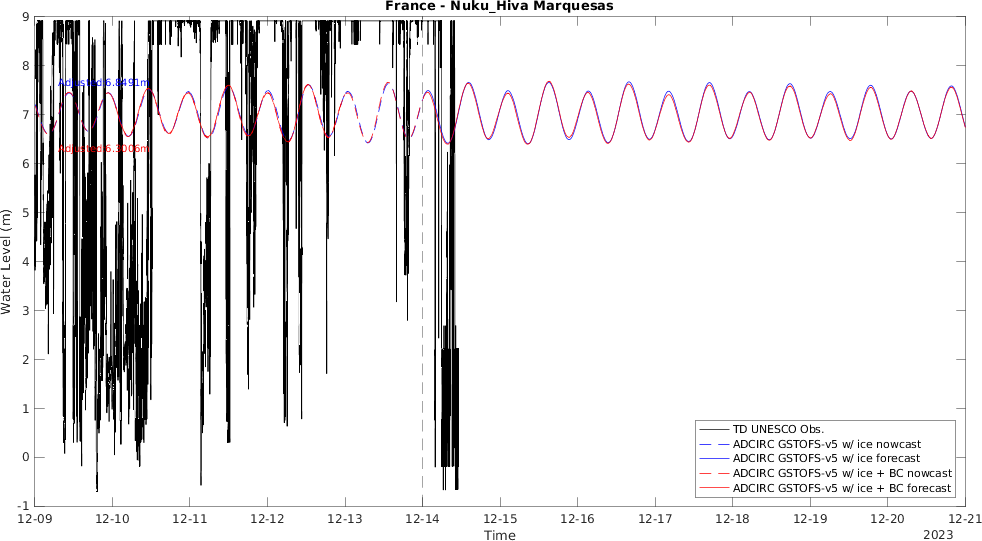 France - Nuku_Hiva Marquesas
9
8
7
6
5
4
3
2
1
0
-1
Water Level (m)
Adjusted 6.8491m
Adjusted 6.3006m
TD UNESCO Obs.
ADCIRC GSTOFS-v5 w/ ice nowcast
ADCIRC GSTOFS-v5 w/ ice forecast
ADCIRC GSTOFS-v5 w/ ice + BC nowcast
ADCIRC GSTOFS-v5 w/ ice + BC forecast
12-09 12-10 12-11 12-12 12-13 12-14 12-15 12-16 12-17 12-18 12-19 12-20 12-21
Time
2023